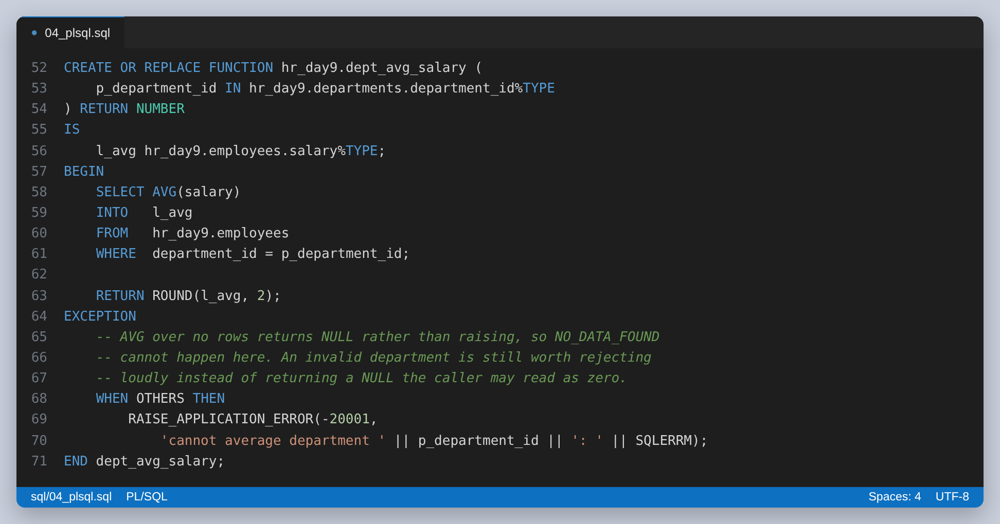 04_plsql.sql
52 CREATE OR REPLACE FUNCTION hr_day9.dept_avg_salary (
53     p_department_id IN hr_day9.departments.department_id%TYPE
54 ) RETURN NUMBER
55 IS
56     l_avg hr_day9.employees.salary%TYPE;
57 BEGIN
58     SELECT AVG(salary)
59     INTO   l_avg
60     FROM   hr_day9.employees
61     WHERE  department_id = p_department_id;
62
63     RETURN ROUND(l_avg, 2);
64 EXCEPTION
65     -- AVG over no rows returns NULL rather than raising, so NO_DATA_FOUND
66     -- cannot happen here. An invalid department is still worth rejecting
67     -- loudly instead of returning a NULL the caller may read as zero.
68     WHEN OTHERS THEN
69         RAISE_APPLICATION_ERROR(-20001,
70             'cannot average department ' || p_department_id || ': ' || SQLERRM);
71 END dept_avg_salary;
sql/04_plsql.sql PL/SQL Spaces: 4 UTF-8